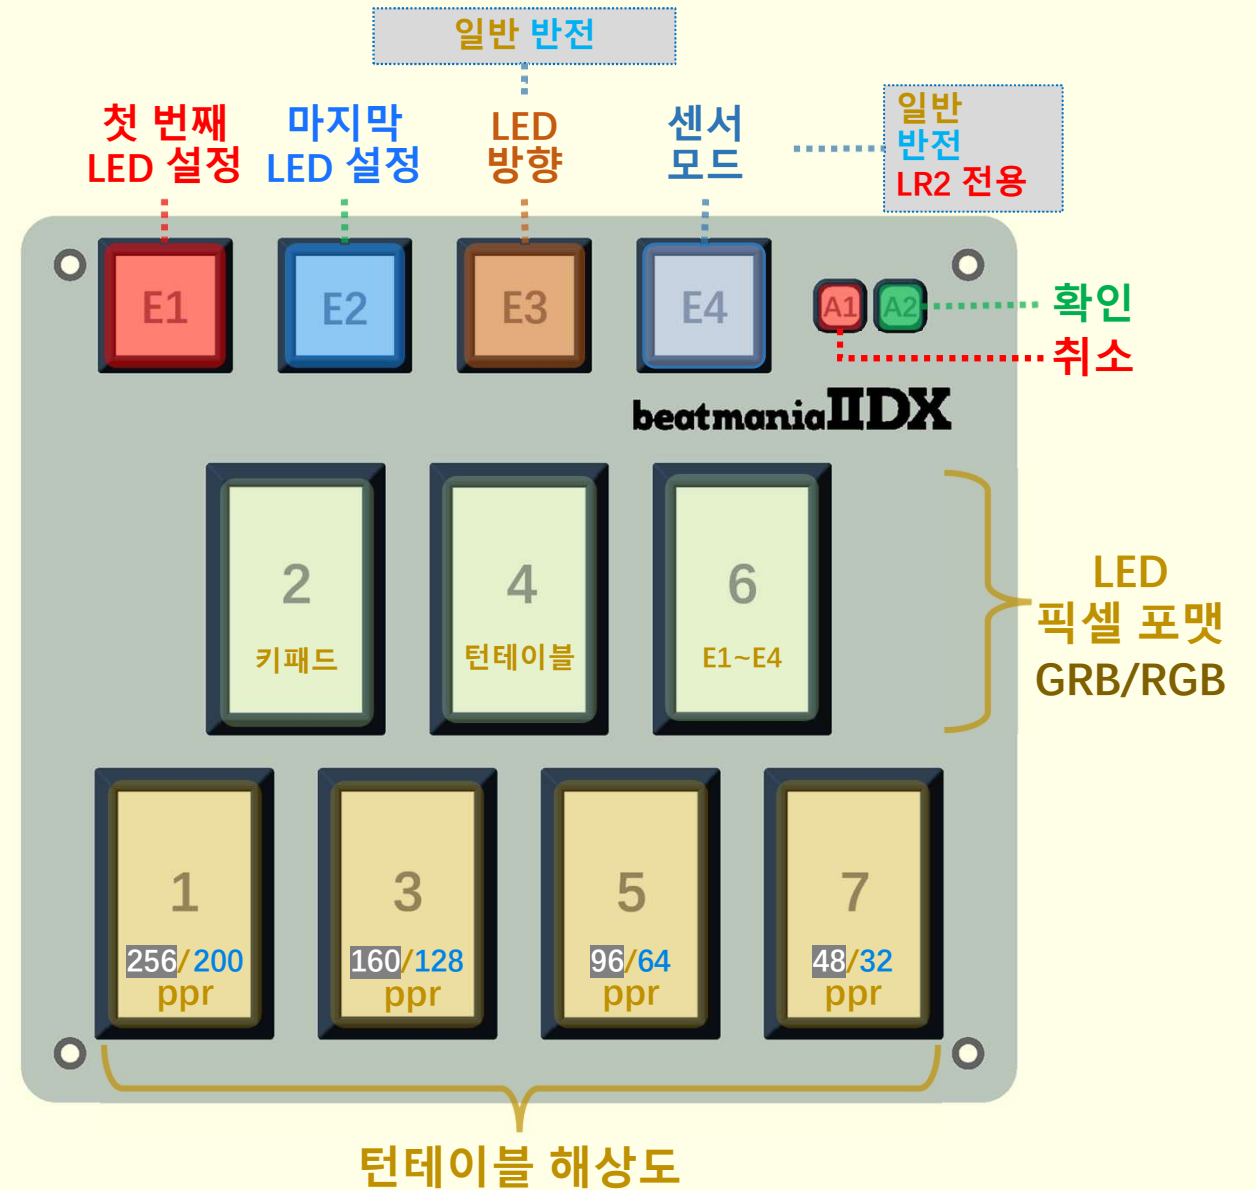 일반 반전
첫 번째
LED 설정
마지막
LED 설정
LED
방향
센서
모드
일반
반전
LR2 전용
E1
E2
E3
E4
A1
A2
확인
취소
beatmania IIDX
2
키패드
4
턴테이블
6
E1~E4
LED
픽셀 포맷
GRB/RGB
1
256/200
ppr
3
160/128
ppr
5
96/64
ppr
7
48/32
ppr
턴테이블 해상도